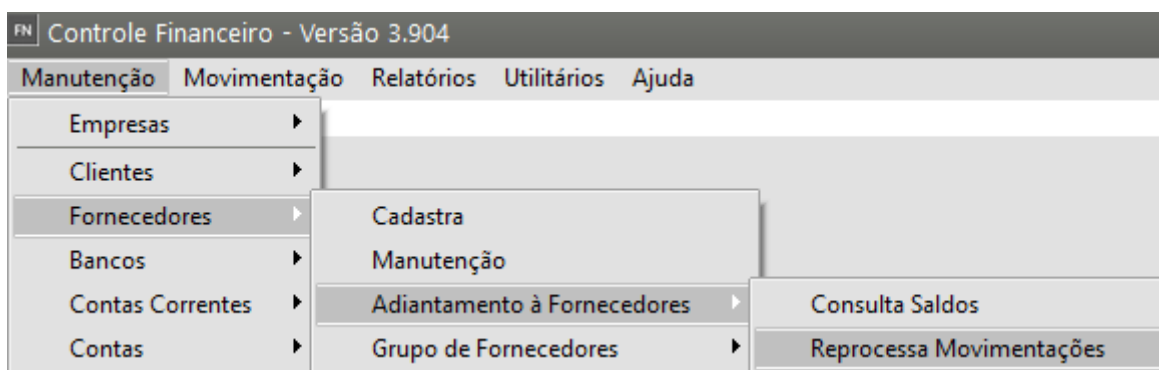 FN Controle Financeiro - Versão 3.904
Manutenção Movimentação Relatórios Utilitários Ajuda
Empresas
Clientes
Fornecedores
Bancos
Contas Correntes
Contas
Cadastra
Manutenção
Adiantamento à Fornecedores
Grupo de Fornecedores
Consulta Saldos
Reprocessa Movimentações